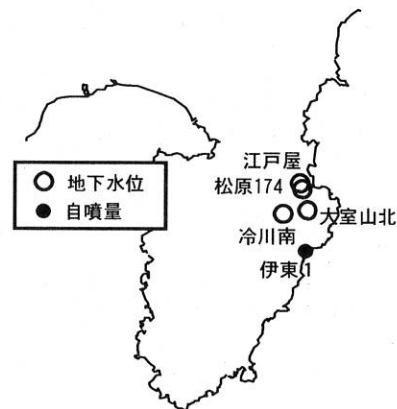 江戸屋
松原174
大室山北
冷川南
伊東1
地下水位
自噴量